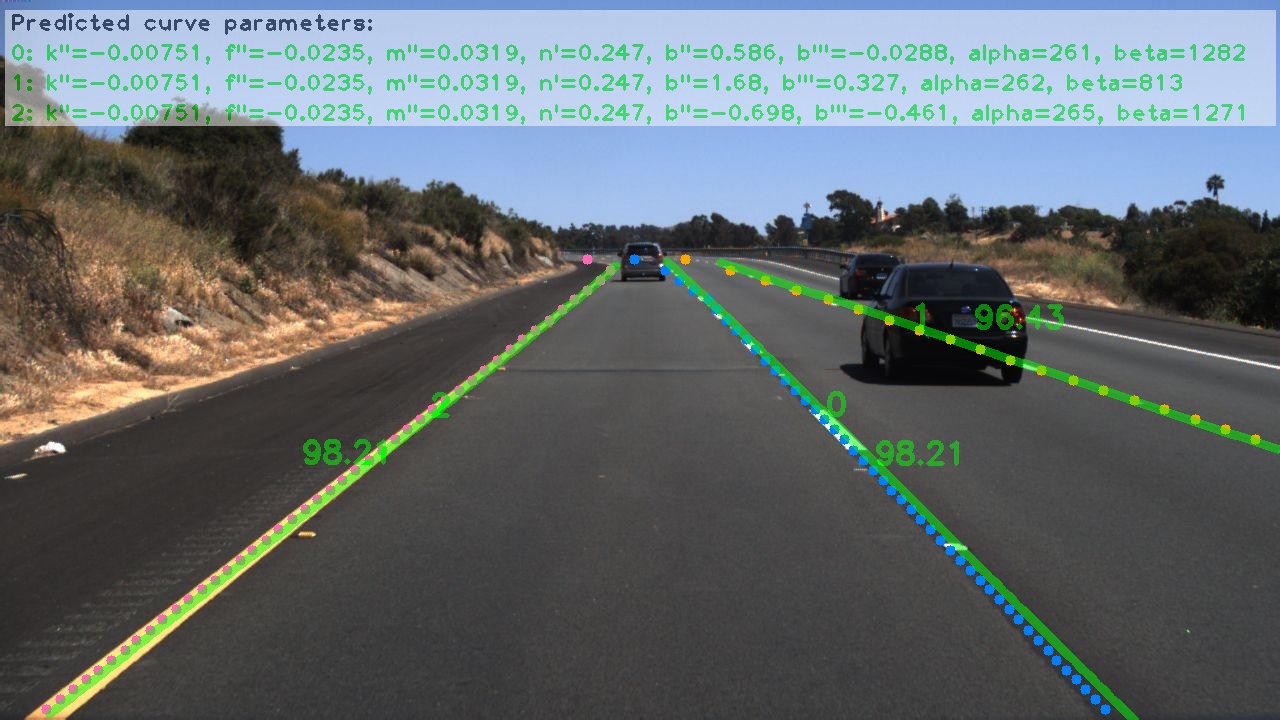 Predicted curve parameters:
0: k''=-0.00751, f''=-0.0235, m''=0.0319, n'=0.247, b''=0.586, b'''=-0.0288, alpha=261, beta=1282
1: k''=-0.00751, f''=-0.0235, m''=0.0319, n'=0.247, b''=1.68, b'''=0.327, alpha=262, beta=813
2: k''=-0.00751, f''=-0.0235, m''=0.0319, n'=0.247, b''=-0.698, b'''=-0.461, alpha=265, beta=1271
1 96.43
2 0
98.21 98.21